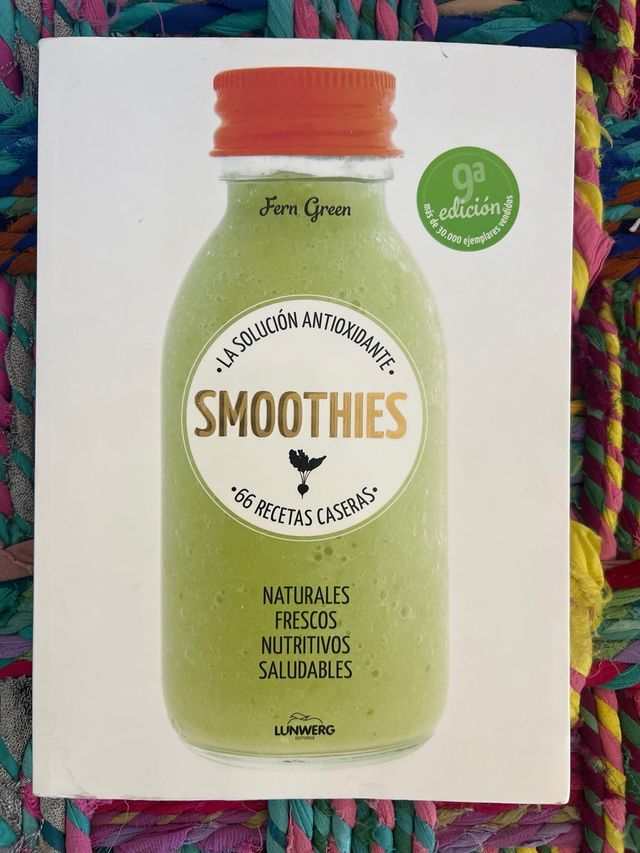 Fern Green
9ª
edición
más de 30.000 ejemplares vendidos
• LA SOLUCIÓN ANTIOXIDANTE •
SMOOTHIES
• 66 RECETAS CASERAS •
NATURALES
FRESCOS
NUTRITIVOS
SALUDABLES
LUNWERG
EDITORES